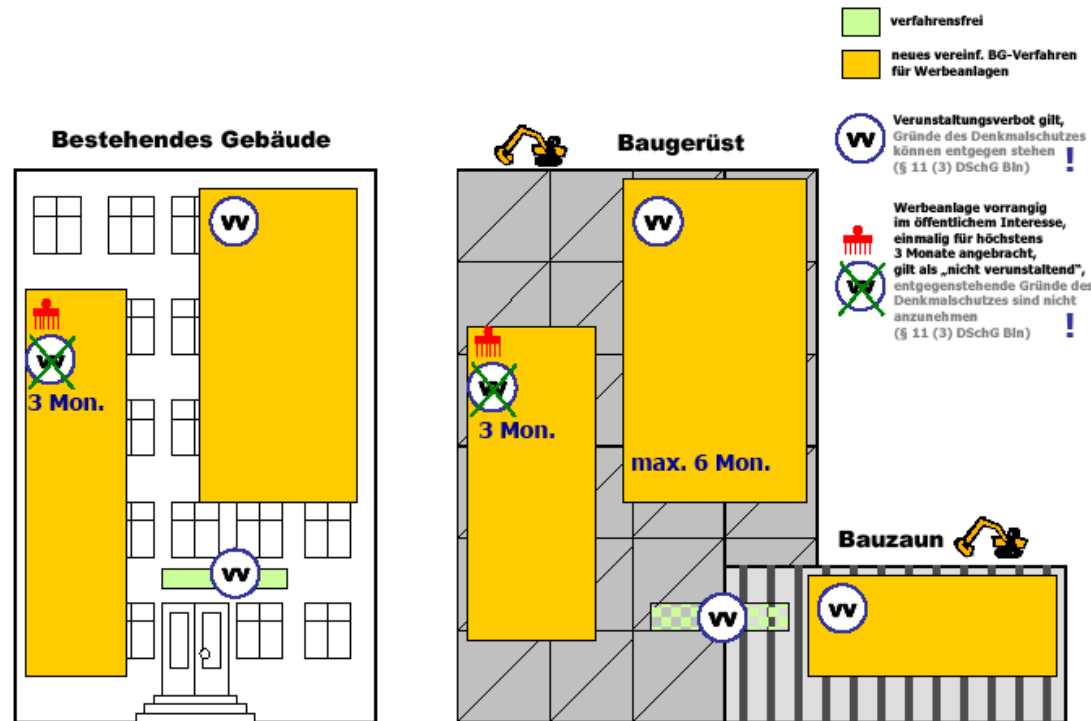 verfahrensfrei
neues vereinf. BG-Verfahren
für Werbeanlagen
Verunstaltungsverbot gilt,
Gründe des Denkmalschutzes
können entgegen stehen
(§ 11 (3) DSchG Bln) !
Werbeanlage vorrangig
im öffentlichem Interesse,
einmalig für höchstens
3 Monate angebracht,
gilt als „nicht verunstaltend",
entgegenstehende Gründe des
Denkmalschutzes sind nicht
anzunehmen
(§ 11 (3) DSchG Bln) !
VV
VV
Bestehendes Gebäude
VV
VV
3 Mon.
VV
Baugerüst
VV
VV
3 Mon.
max. 6 Mon.
VV
Bauzaun
VV